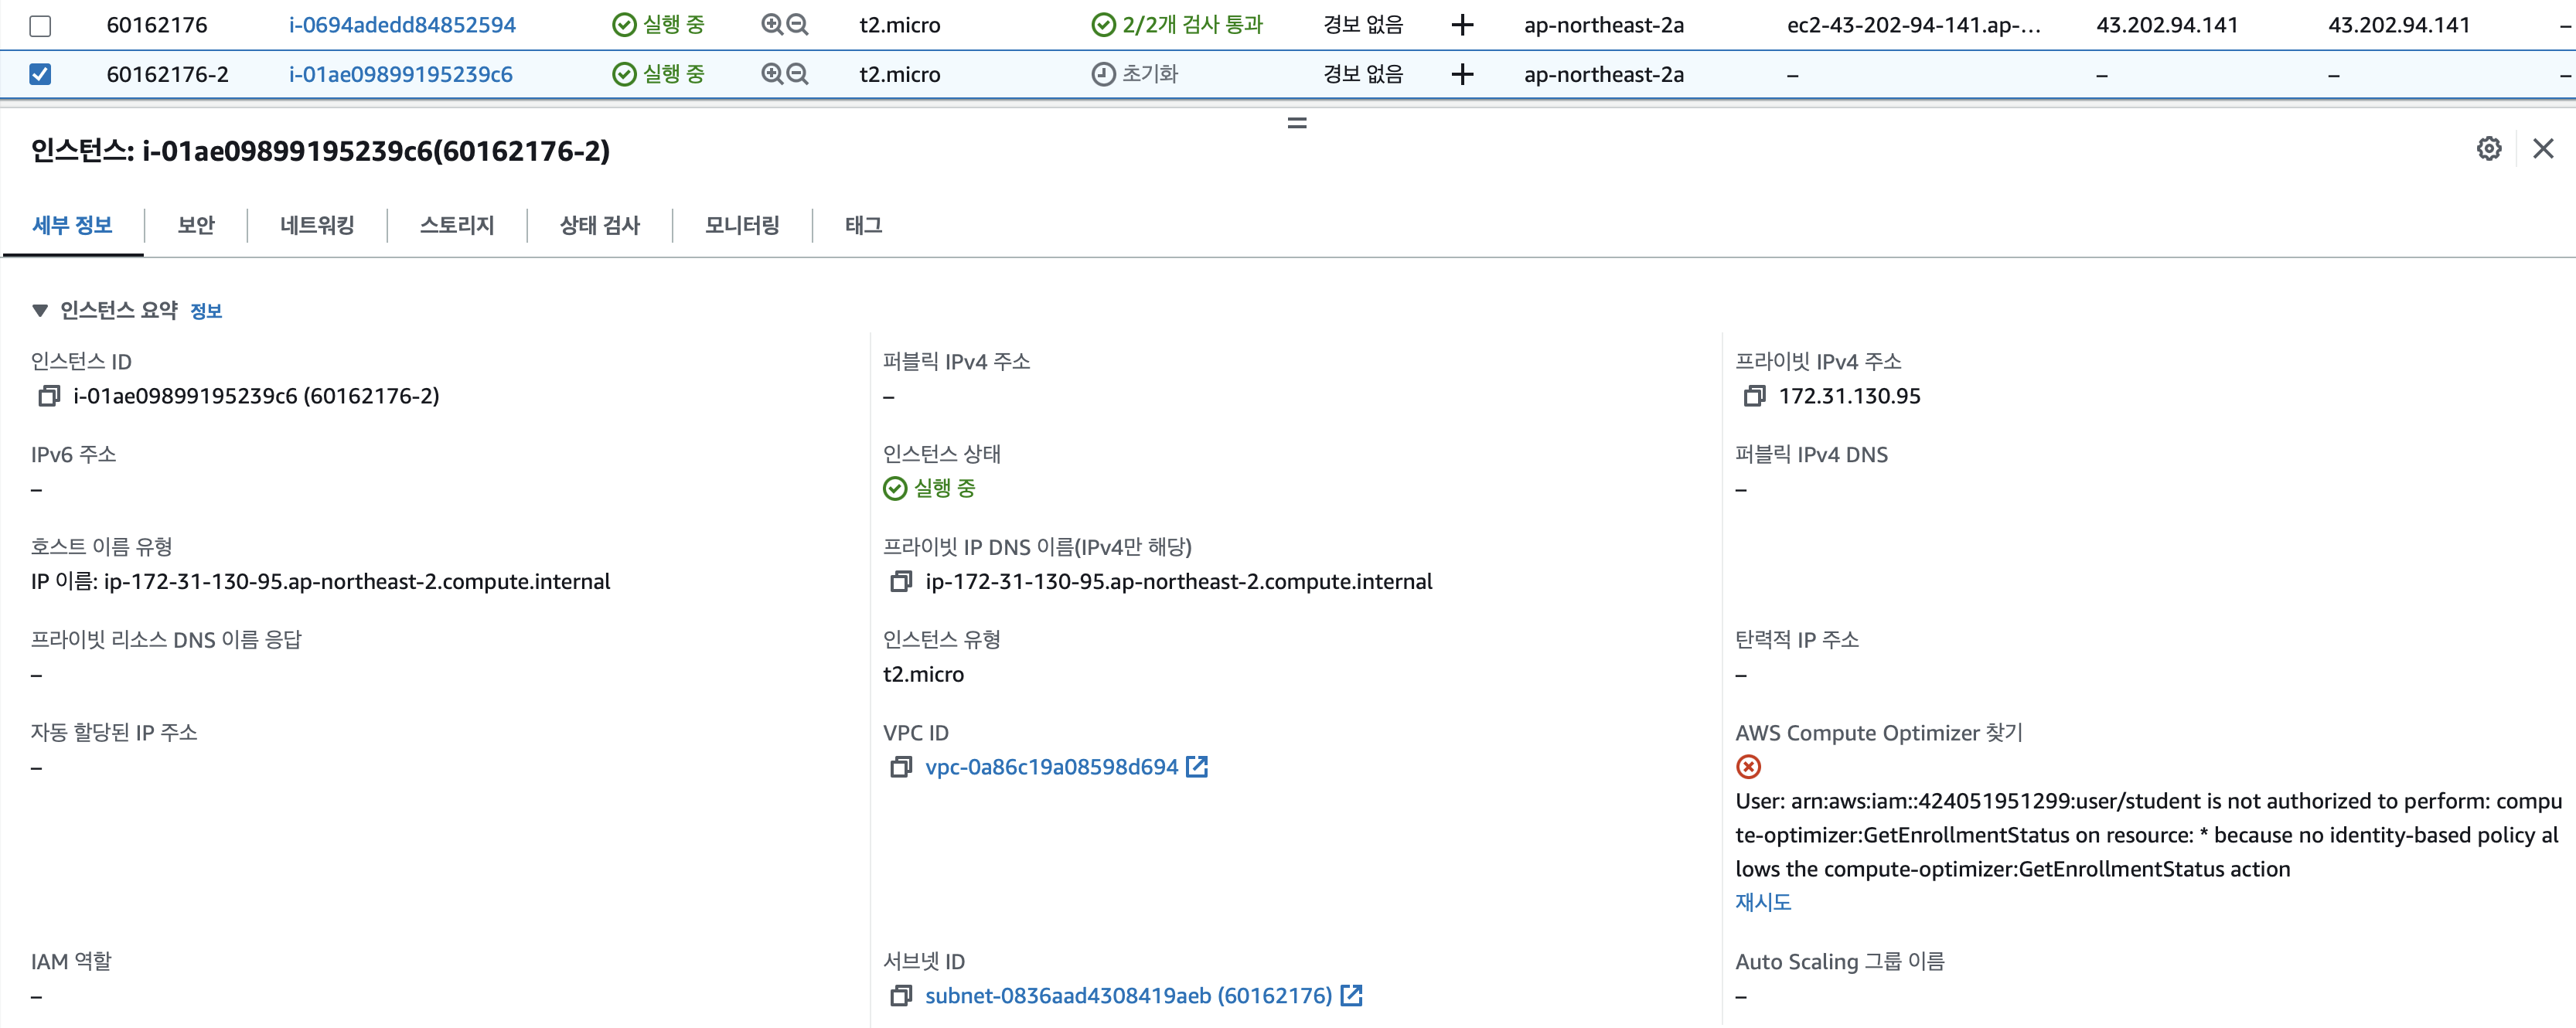 60162176 i-0694adedd84852594 실행 중 t2.micro 2/2개 검사 통과 경보 없음 + ap-northeast-2a ec2-43-202-94-141.ap-... 43.202.94.141 43.202.94.141 –
60162176-2 i-01ae09899195239c6 실행 중 t2.micro 초기화 경보 없음 + ap-northeast-2a – – – –
인스턴스: i-01ae09899195239c6(60162176-2)
세부 정보 보안 네트워킹 스토리지 상태 검사 모니터링 태그
인스턴스 요약 정보
인스턴스 ID
i-01ae09899195239c6 (60162176-2)
퍼블릭 IPv4 주소
–
프라이빗 IPv4 주소
172.31.130.95
IPv6 주소
–
인스턴스 상태
실행 중
퍼블릭 IPv4 DNS
–
호스트 이름 유형
IP 이름: ip-172-31-130-95.ap-northeast-2.compute.internal
프라이빗 IP DNS 이름(IPv4만 해당)
ip-172-31-130-95.ap-northeast-2.compute.internal
프라이빗 리소스 DNS 이름 응답
–
인스턴스 유형
t2.micro
탄력적 IP 주소
–
자동 할당된 IP 주소
–
VPC ID
vpc-0a86c19a08598d694
AWS Compute Optimizer 찾기
User: arn:aws:iam::424051951299:user/student is not authorized to perform: compu
te-optimizer:GetEnrollmentStatus on resource: * because no identity-based policy al
lows the compute-optimizer:GetEnrollmentStatus action
재시도
IAM 역할
–
서브넷 ID
subnet-0836aad4308419aeb (60162176)
Auto Scaling 그룹 이름
–